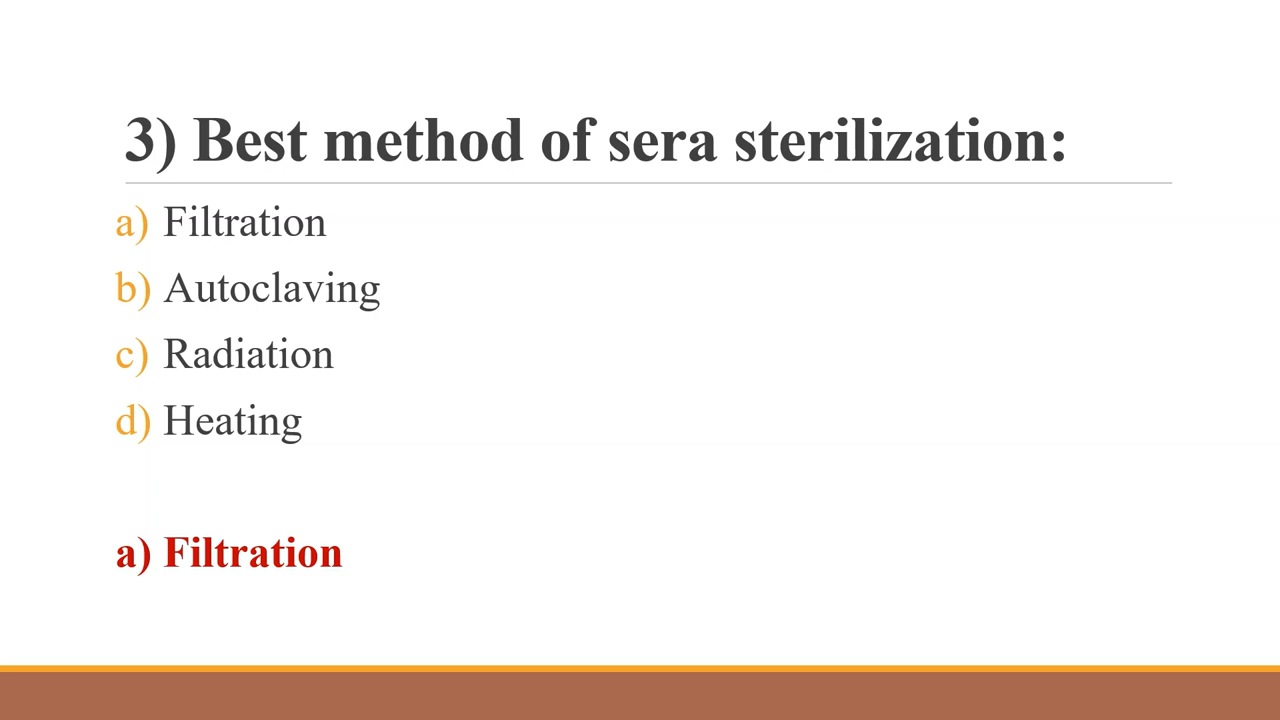 3) Best method of sera sterilization:
a) Filtration
b) Autoclaving
c) Radiation
d) Heating
a) Filtration